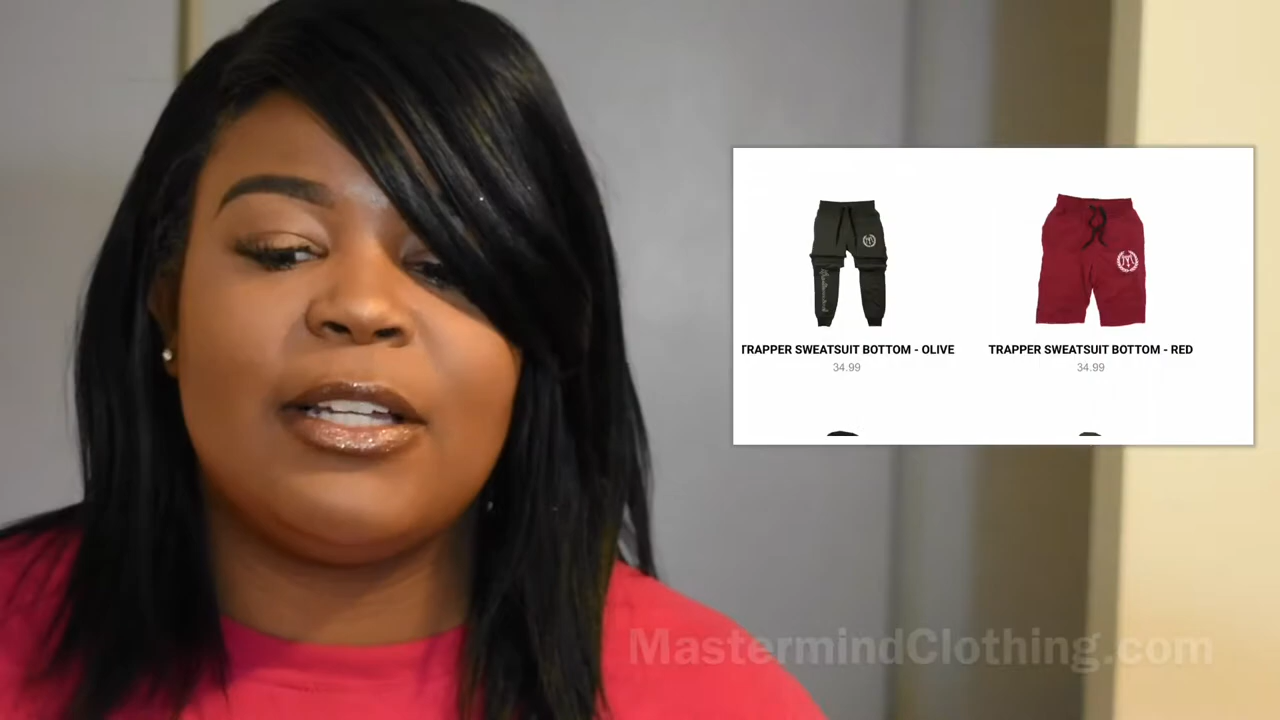 TRAPPER SWEATSUIT BOTTOM - OLIVE
34.99
TRAPPER SWEATSUIT BOTTOM - RED
34.99
MastermindClothing.com